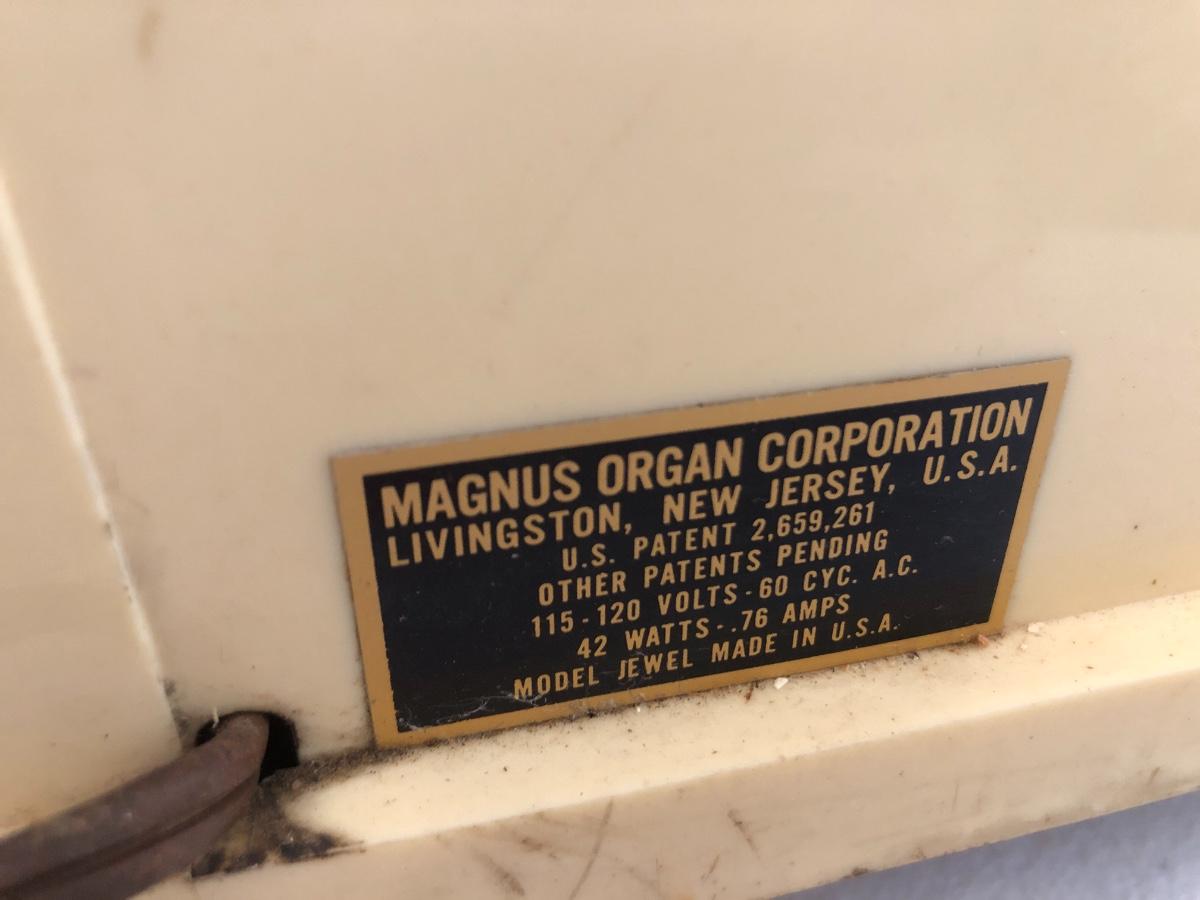 MAGNUS ORGAN CORPORATION
LIVINGSTON, NEW JERSEY, U.S.A.
U.S. PATENT 2,659,261
OTHER PATENTS PENDING
115-120 VOLTS-60 CYC. A.C.
42 WATTS-.76 AMPS
MODEL JEWEL MADE IN U.S.A.